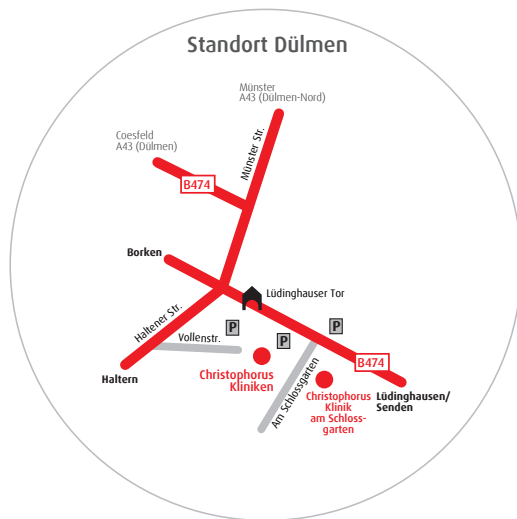 Standort Dülmen
Münster
A43 (Dülmen-Nord)
Coesfeld
A43 (Dülmen)
Münster Str.
B474
Borken
Lüdinghauser Tor
Haltener Str.
P
P
P
Vollenstr.
B474
Haltern
Christophorus
Kliniken
Am Schlossgarten
Christophorus
Klinik
am Schloss-
garten
Lüdinghausen/
Senden